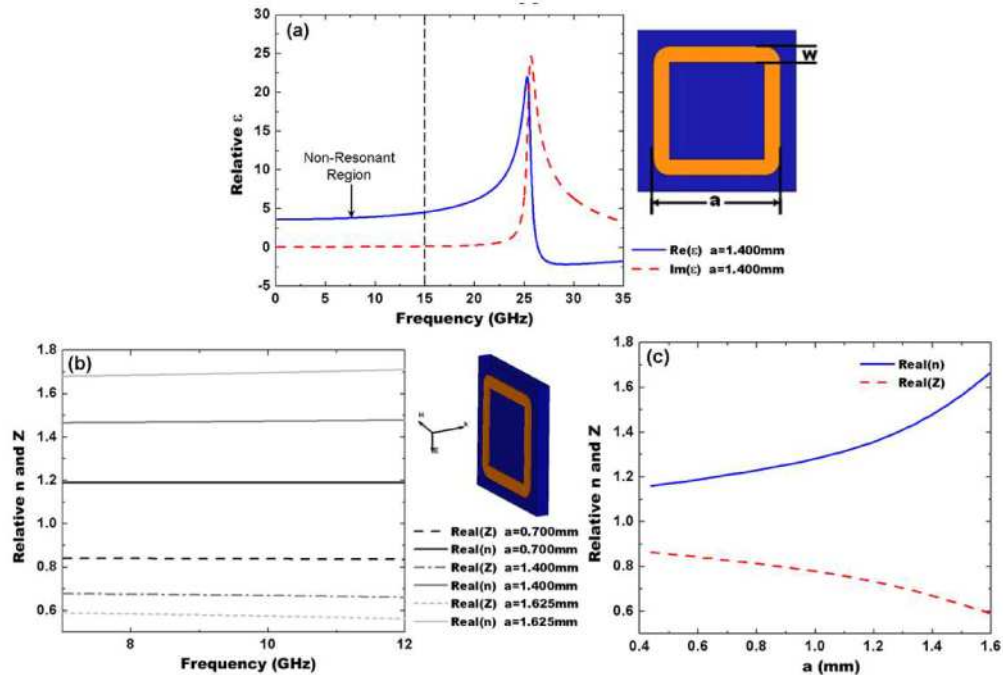 (a)
30
25
20
15
10
5
0
-5
Relative ε
Non-Resonant
Region
0 5 10 15 20 25 30 35
Frequency (GHz)
w
a
Re(ε) a=1.400mm
Im(ε) a=1.400mm
(b)
1.8
1.6
1.4
1.2
1.0
0.8
0.6
Relative n and Z
8 10 12
Frequency (GHz)
H
E
Real(Z) a=0.700mm
Real(n) a=0.700mm
Real(Z) a=1.400mm
Real(n) a=1.400mm
Real(Z) a=1.625mm
Real(n) a=1.625mm
(c)
Real(n)
Real(Z)
1.8
1.6
1.4
1.2
1.0
0.8
0.6
Relative n and Z
0.4 0.6 0.8 1.0 1.2 1.4 1.6
a (mm)